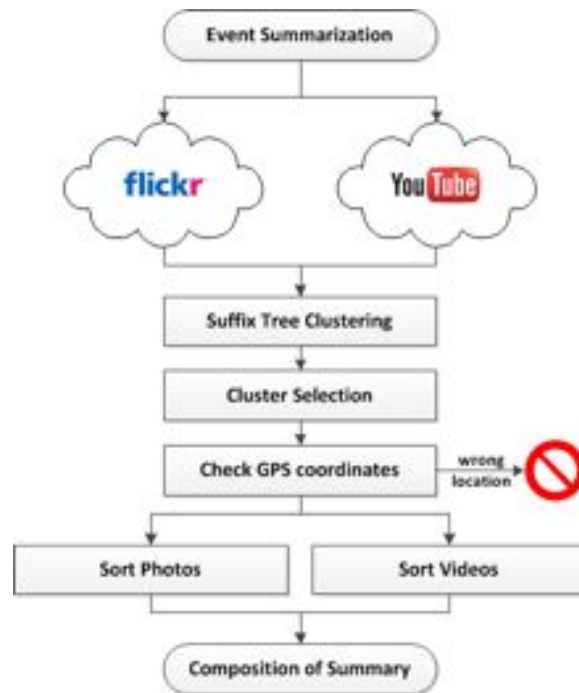 Event Summarization
flickr
YouTube
Suffix Tree Clustering
Cluster Selection
Check GPS coordinates
wrong
location
Sort Photos
Sort Videos
Composition of Summary